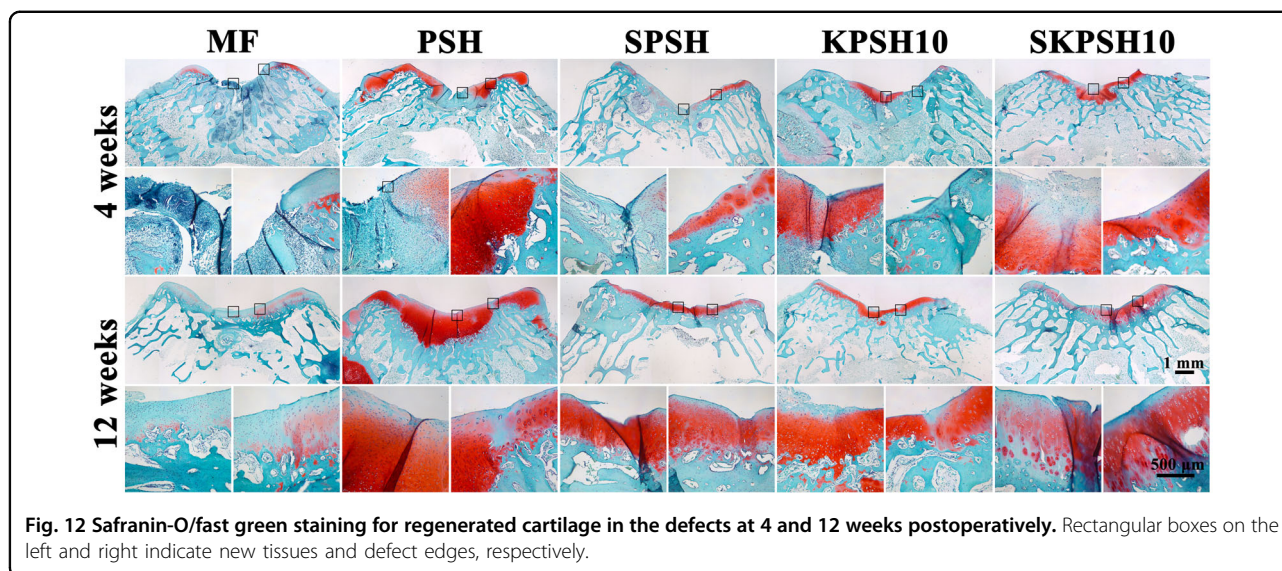 MF PSH SPSH KPSH10 SKPSH10
4 weeks
12 weeks
1 mm
500 μm
Fig. 12 Safranin-O/fast green staining for regenerated cartilage in the defects at 4 and 12 weeks postoperatively. Rectangular boxes on the
left and right indicate new tissues and defect edges, respectively.